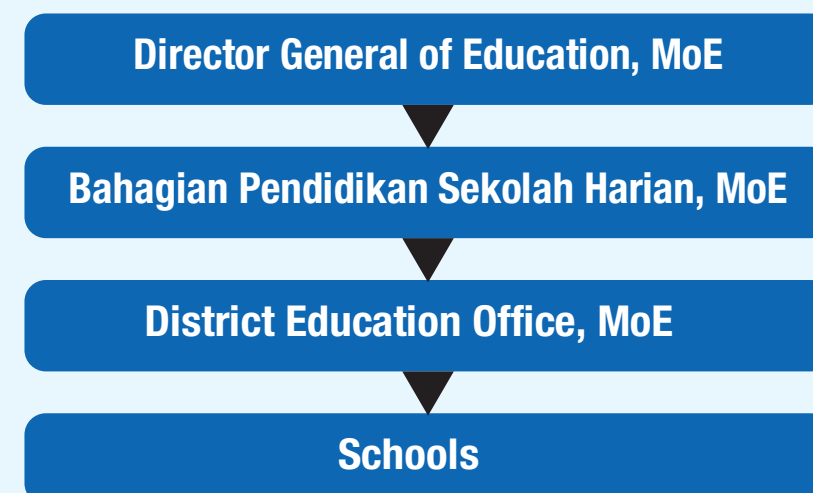 Director General of Education, MoE
Bahagian Pendidikan Sekolah Harian, MoE
District Education Office, MoE
Schools